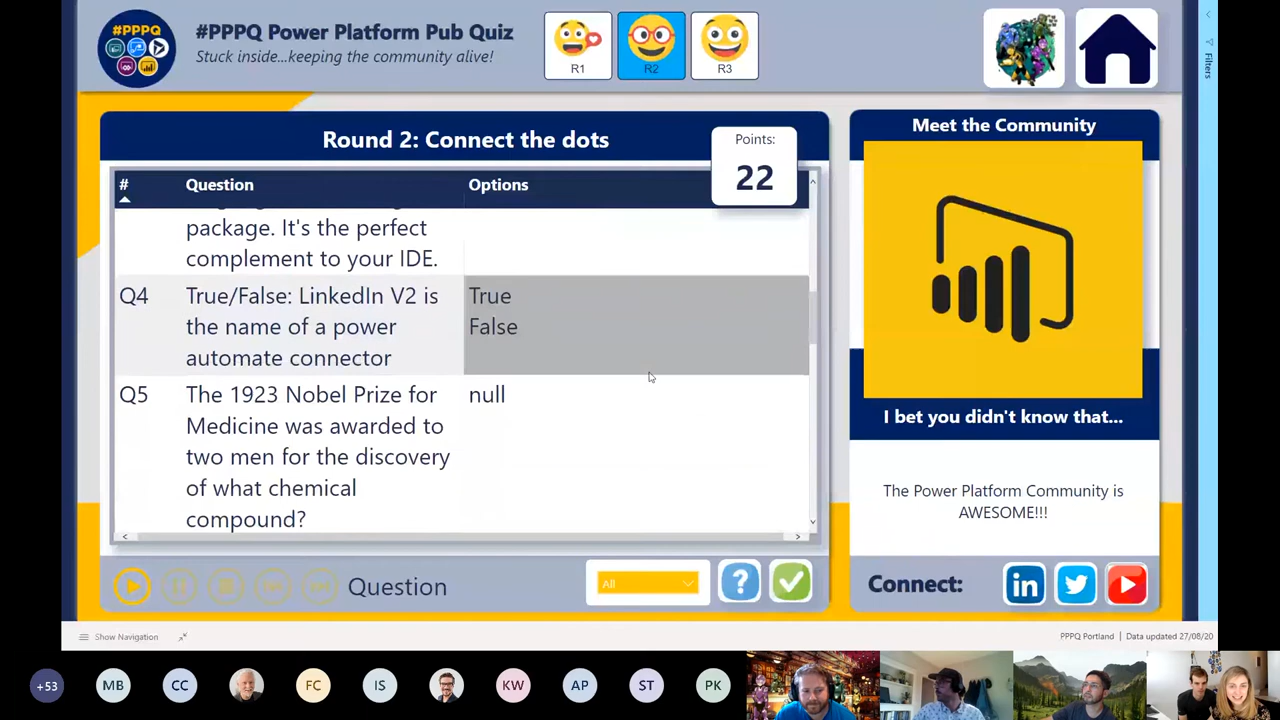 #PPPQ
#PPPQ Power Platform Pub Quiz
Stuck inside...keeping the community alive!
R1
R2
R3
Filters
Round 2: Connect the dots
Points:
22
#
Question
Options
package. It's the perfect
complement to your IDE.
Q4
True/False: LinkedIn V2 is
the name of a power
automate connector
True
False
Q5
The 1923 Nobel Prize for
Medicine was awarded to
two men for the discovery
of what chemical
compound?
null
Question
All
?
Meet the Community
I bet you didn't know that...
The Power Platform Community is
AWESOME!!!
Connect:
in
Show Navigation
PPPQ Portland | Data updated 27/08/20
+53
MB
CC
FC
IS
KW
AP
ST
PK